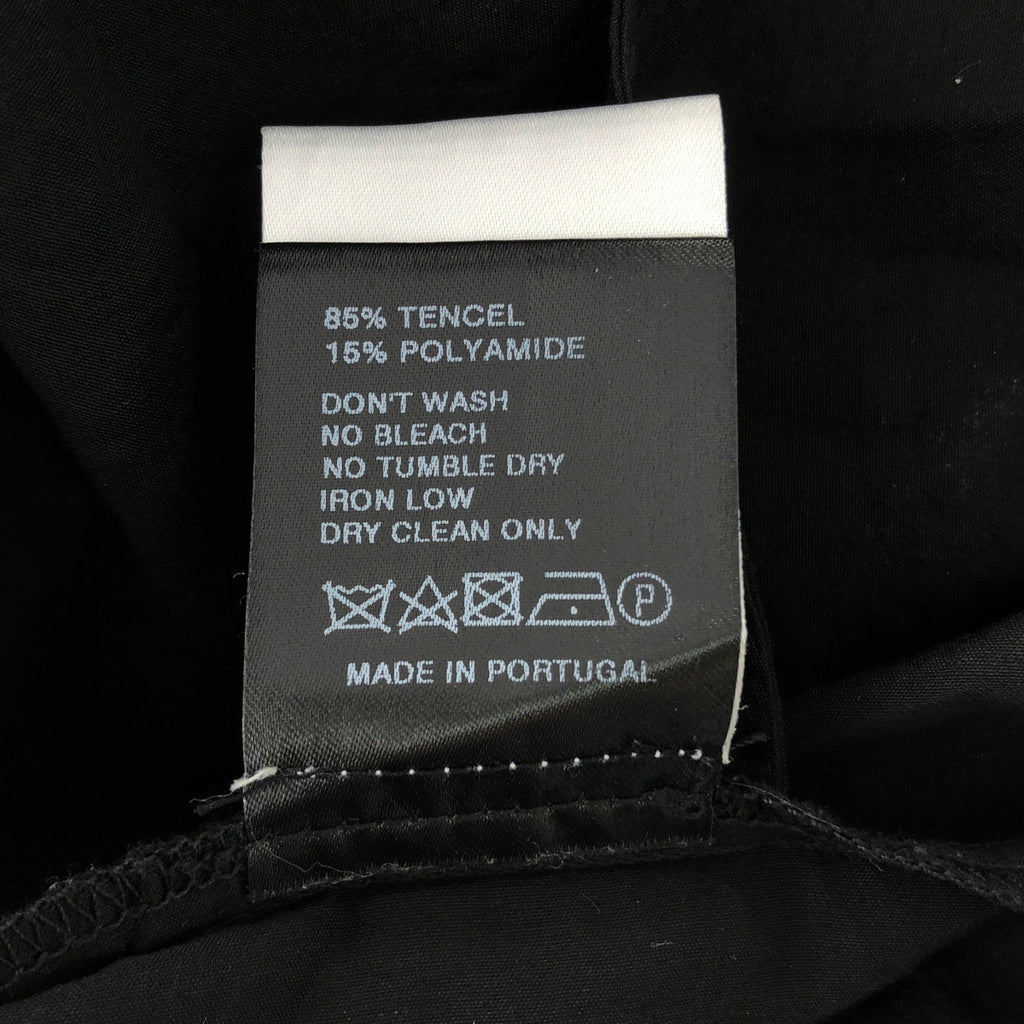 85% TENCEL
15% POLYAMIDE
DON'T WASH
NO BLEACH
NO TUMBLE DRY
IRON LOW
DRY CLEAN ONLY
P
MADE IN PORTUGAL